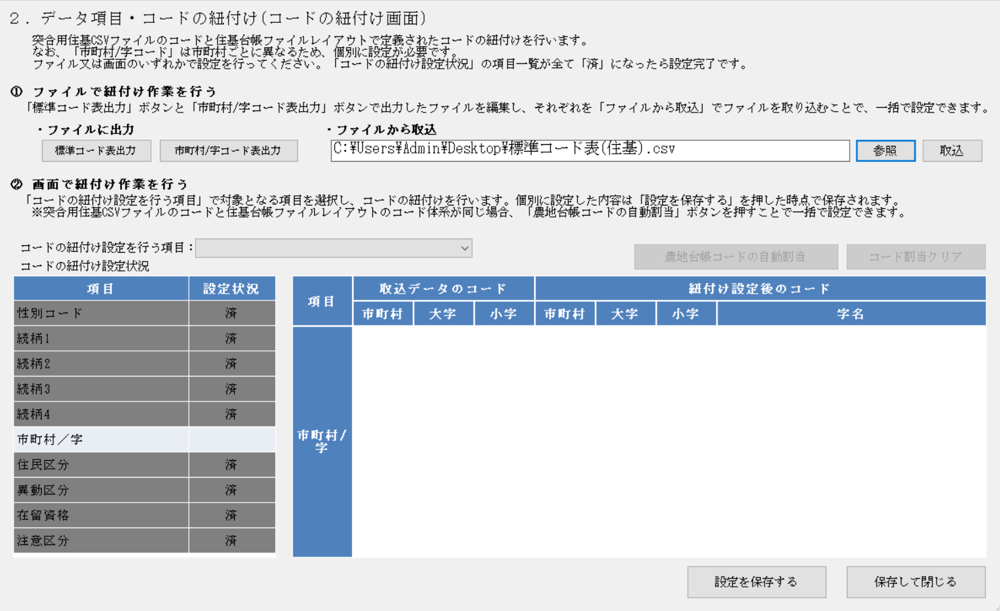 ２．データ項目・コードの紐付け(コードの紐付け画面)
突合用住基CSVファイルのコードと住基台帳ファイルレイアウトで定義されたコードの紐付けを行います。
なお、「市町村/字コード」は市町村ごとに異なるため、個別に設定が必要です。
ファイル又は画面のいずれかで設定を行ってください。「コードの紐付け設定状況」の項目一覧が全て「済」になったら設定完了です。
① ファイルで紐付け作業を行う
「標準コード表出力」ボタンと「市町村/字コード表出力」ボタンで出力したファイルを編集し、それぞれを「ファイルから取込」でファイルを取り込むことで、一括で設定できます。
・ファイルに出力 ・ファイルから取込
標準コード表出力 市町村/字コード表出力 C:¥Users¥Admin¥Desktop¥標準コード表(住基).csv 参照 取込
② 画面で紐付け作業を行う
「コードの紐付け設定を行う項目」で対象となる項目を選択し、コードの紐付けを行います。個別に設定した内容は「設定を保存する」を押した時点で保存されます。
※突合用住基CSVファイルのコードと住基台帳ファイルレイアウトのコード体系が同じ場合、「農地台帳コードの自動割当」ボタンを押すことで一括で設定できます。
コードの紐付け設定を行う項目： 農地台帳コードの自動割当 コード割当クリア
コードの紐付け設定状況
項目 設定状況
性別コード 済
続柄1 済
続柄2 済
続柄3 済
続柄4 済
市町村／字
住民区分 済
異動区分 済
在留資格 済
注意区分 済
項目 取込データのコード 紐付け設定後のコード
市町村 大字 小字 市町村 大字 小字 字名
市町村/
字
設定を保存する 保存して閉じる